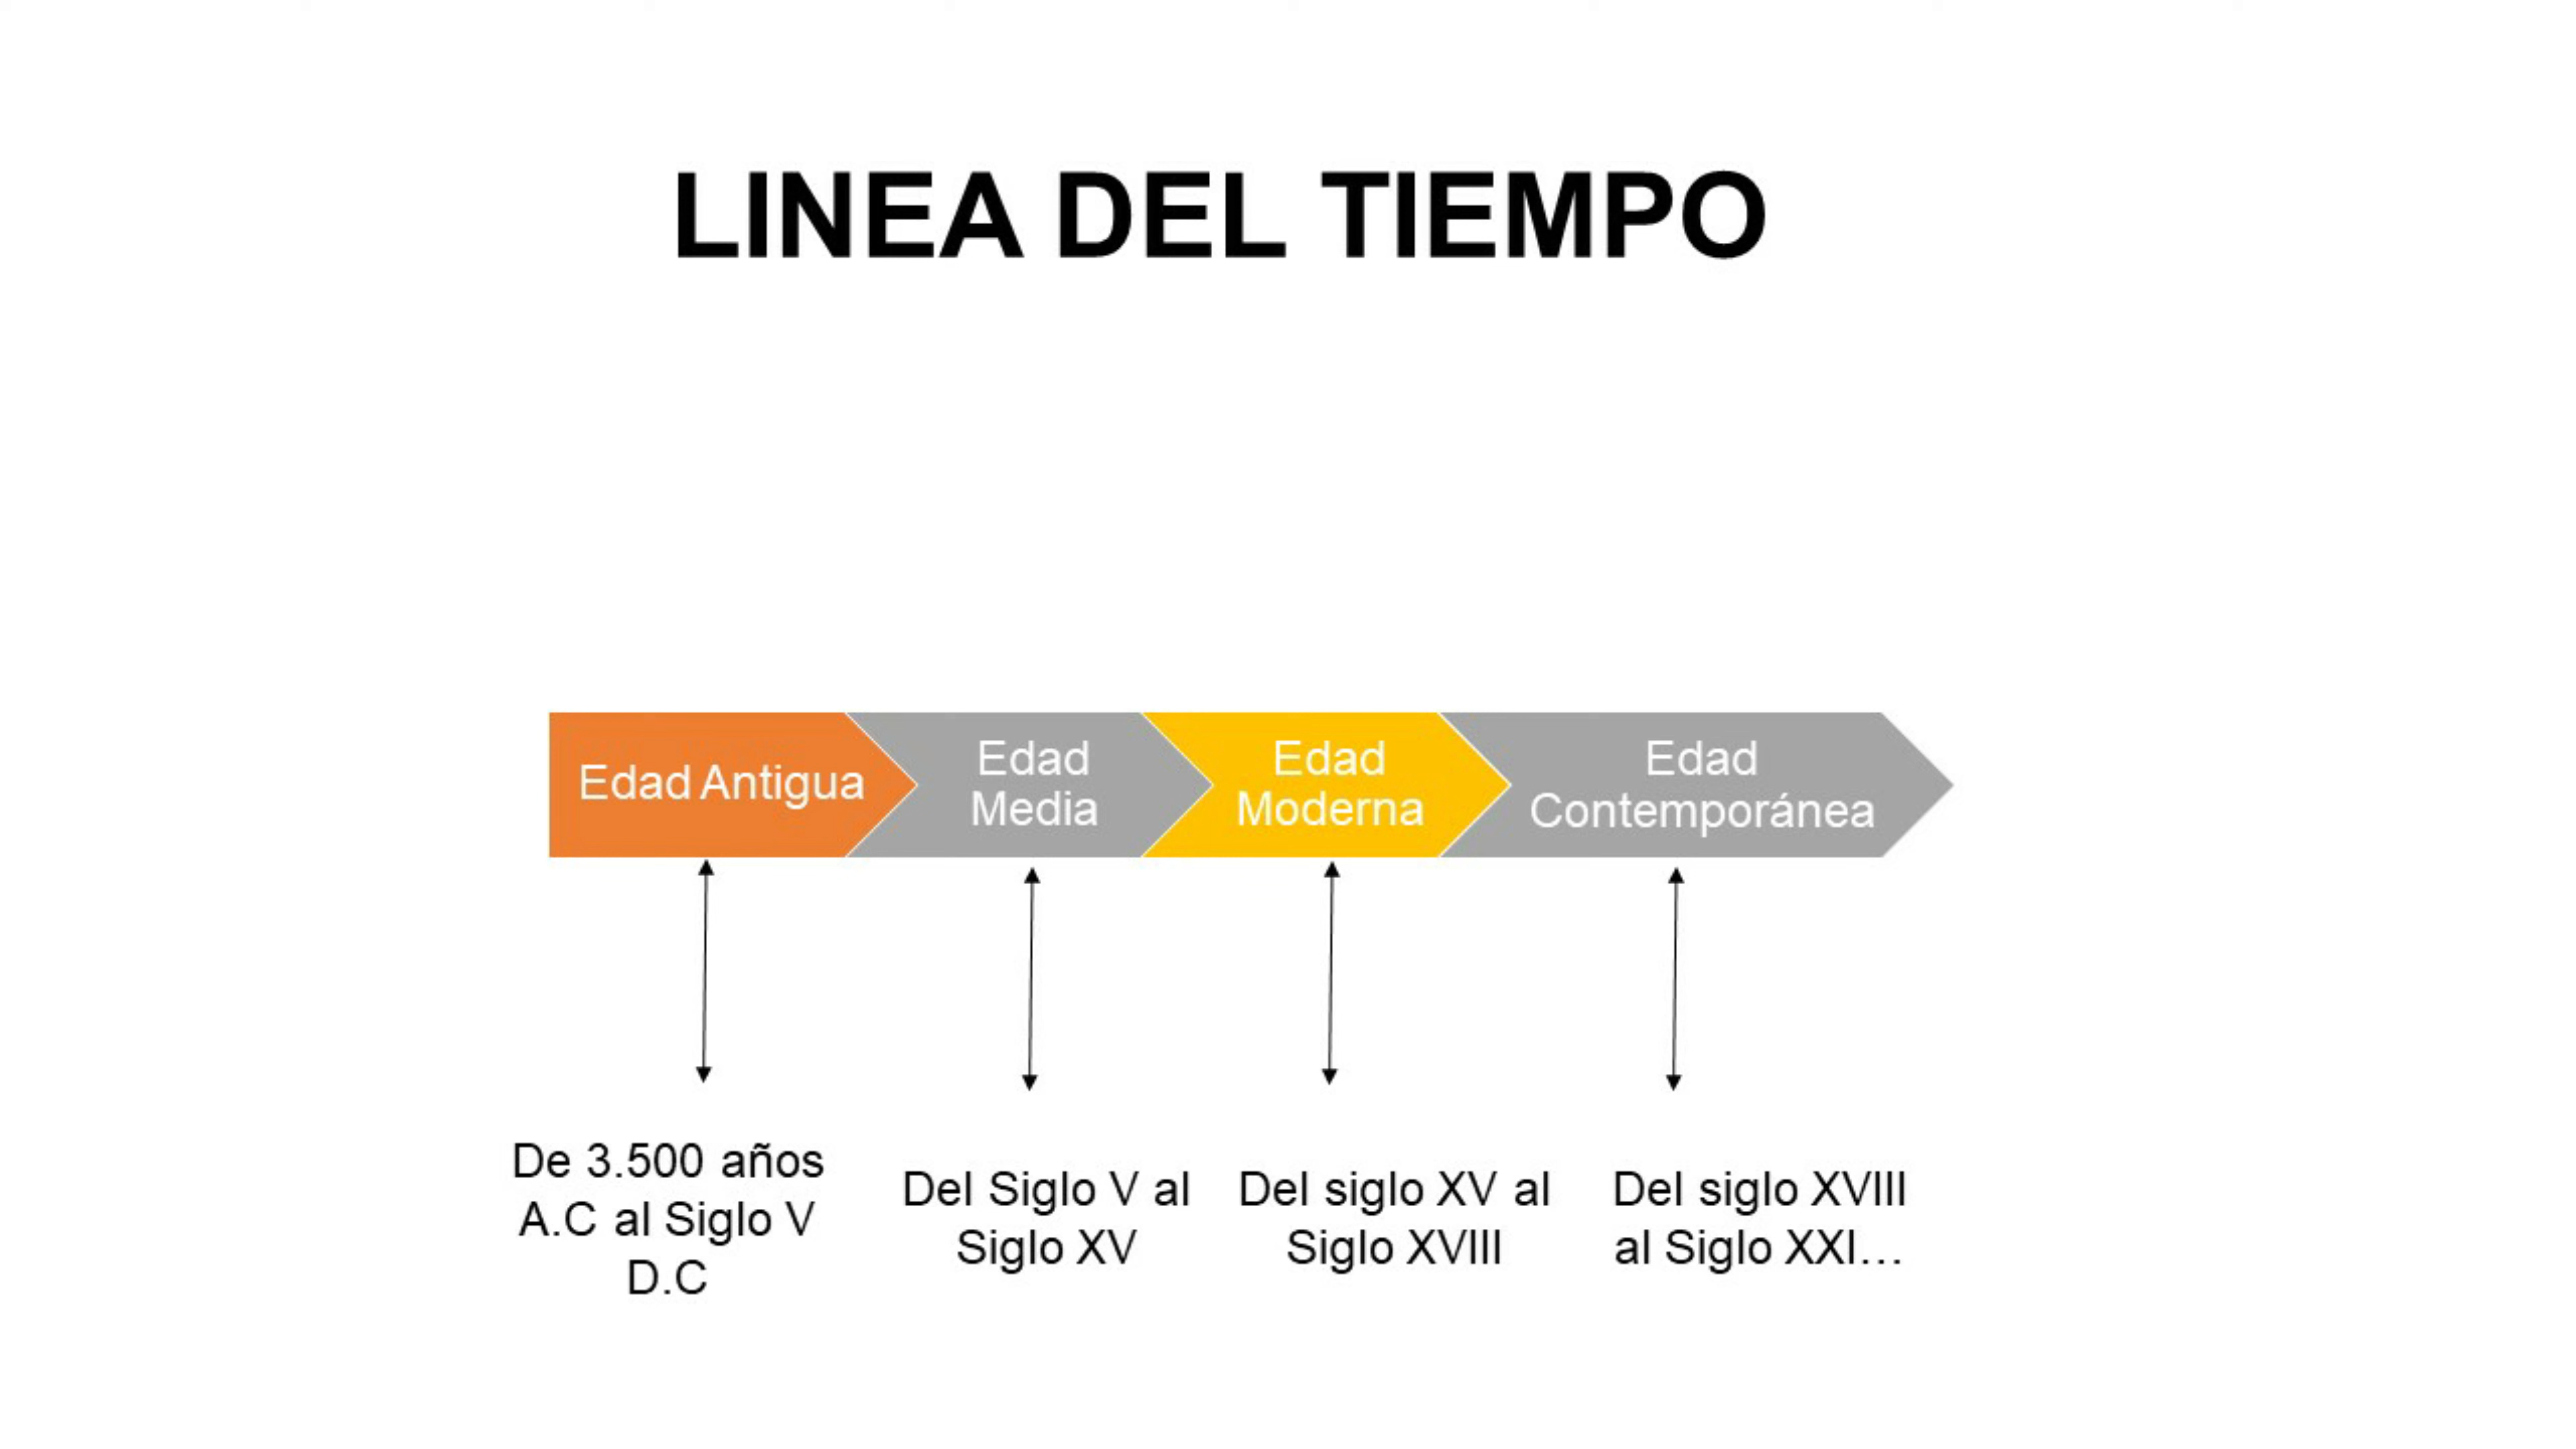 LINEA DEL TIEMPO
Edad Antigua
Edad
Media
Edad
Moderna
Edad
Contemporánea
De 3.500 años
A.C al Siglo V
D.C
Del Siglo V al
Siglo XV
Del siglo XV al
Siglo XVIII
Del siglo XVIII
al Siglo XXI...